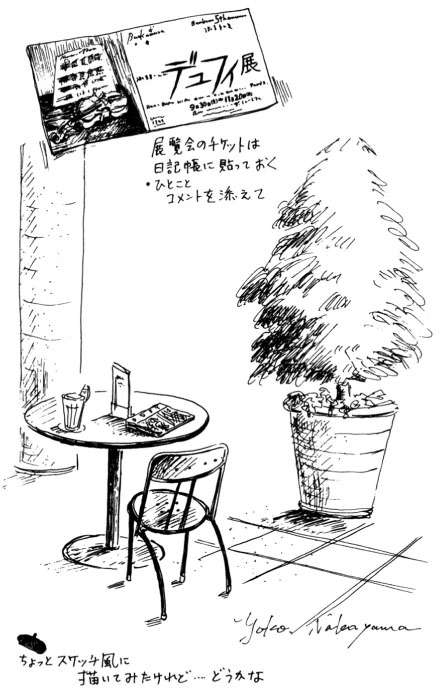 Bunkamura
デュフィ展
展覧会のチケットは
日記帳に貼っておく
・ひとこと
コメントを添えて
Yoko Nakayama
ちょっとスケッチ風に
描いてみたけれど‥‥どうかな